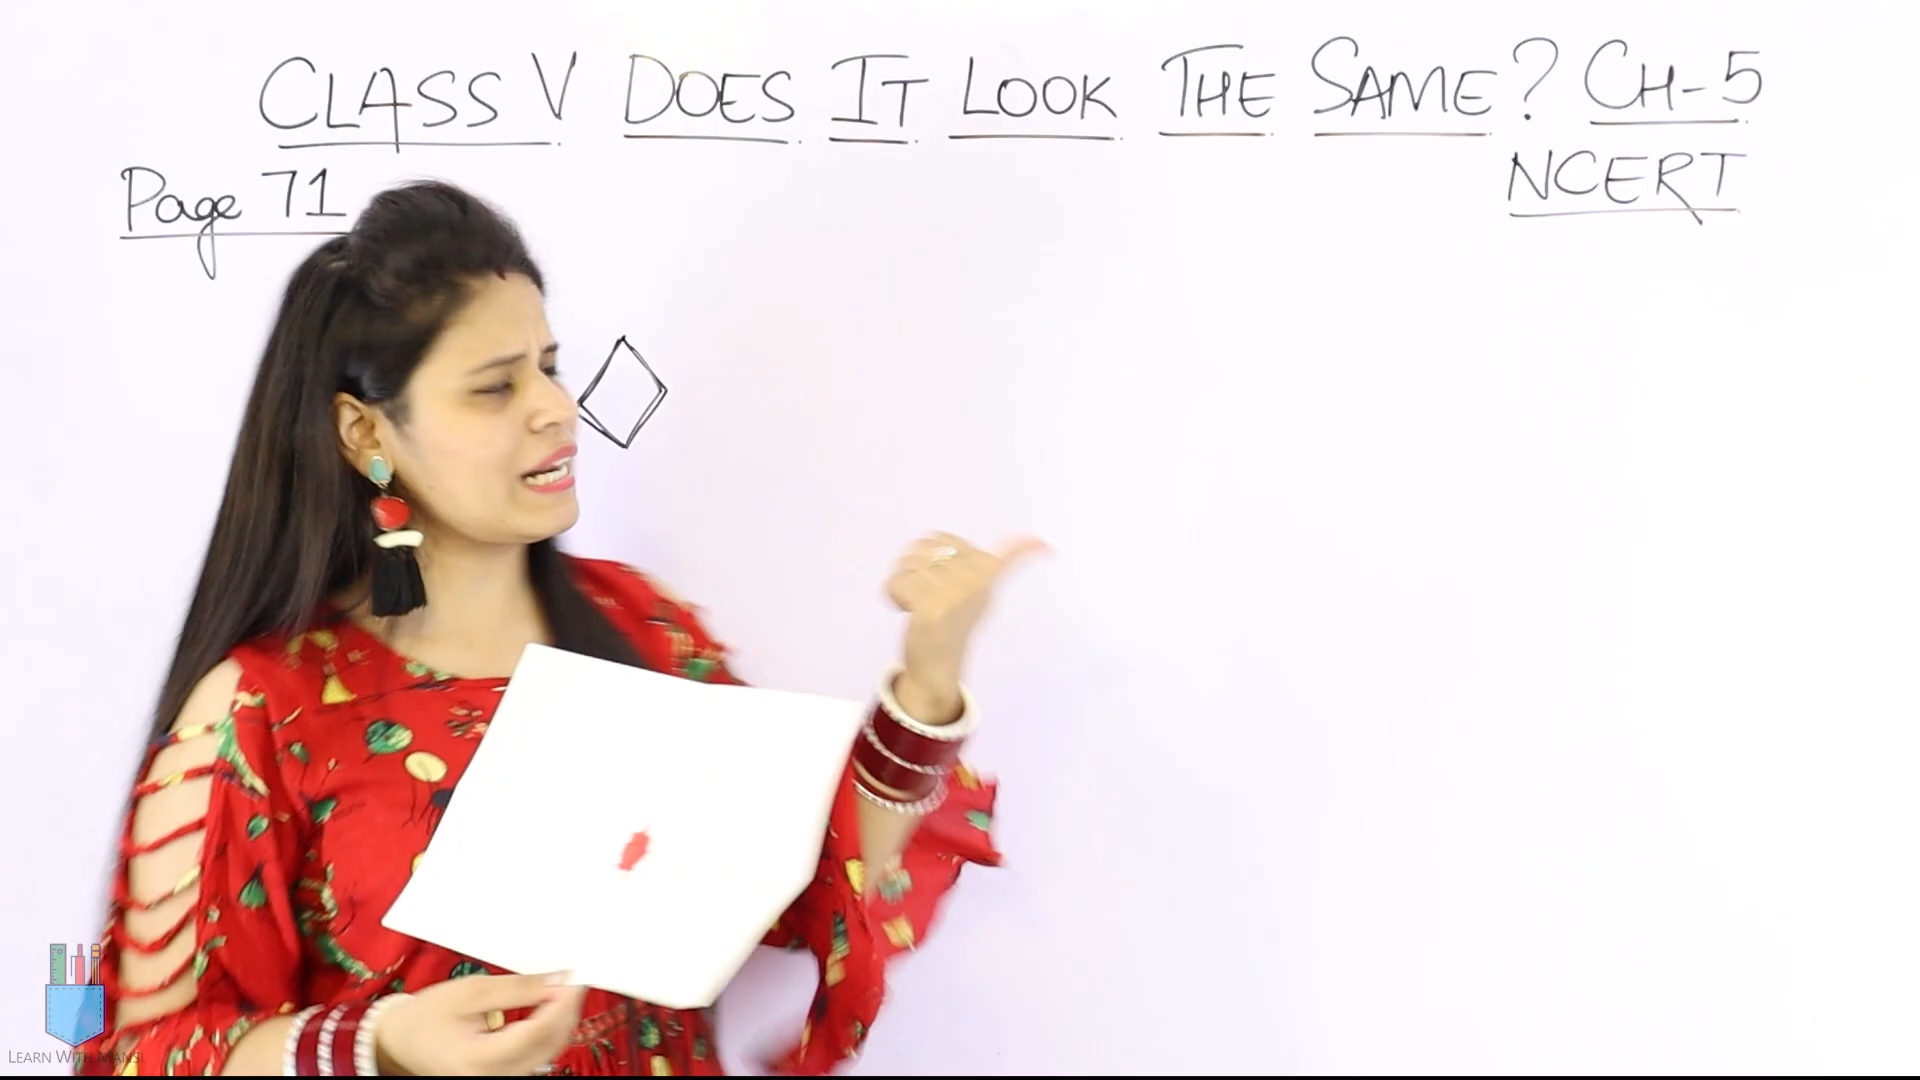 CLASS V DOES IT LOOK THE SAME? CH-5
NCERT
Page 71
LEARN WITH MANSI